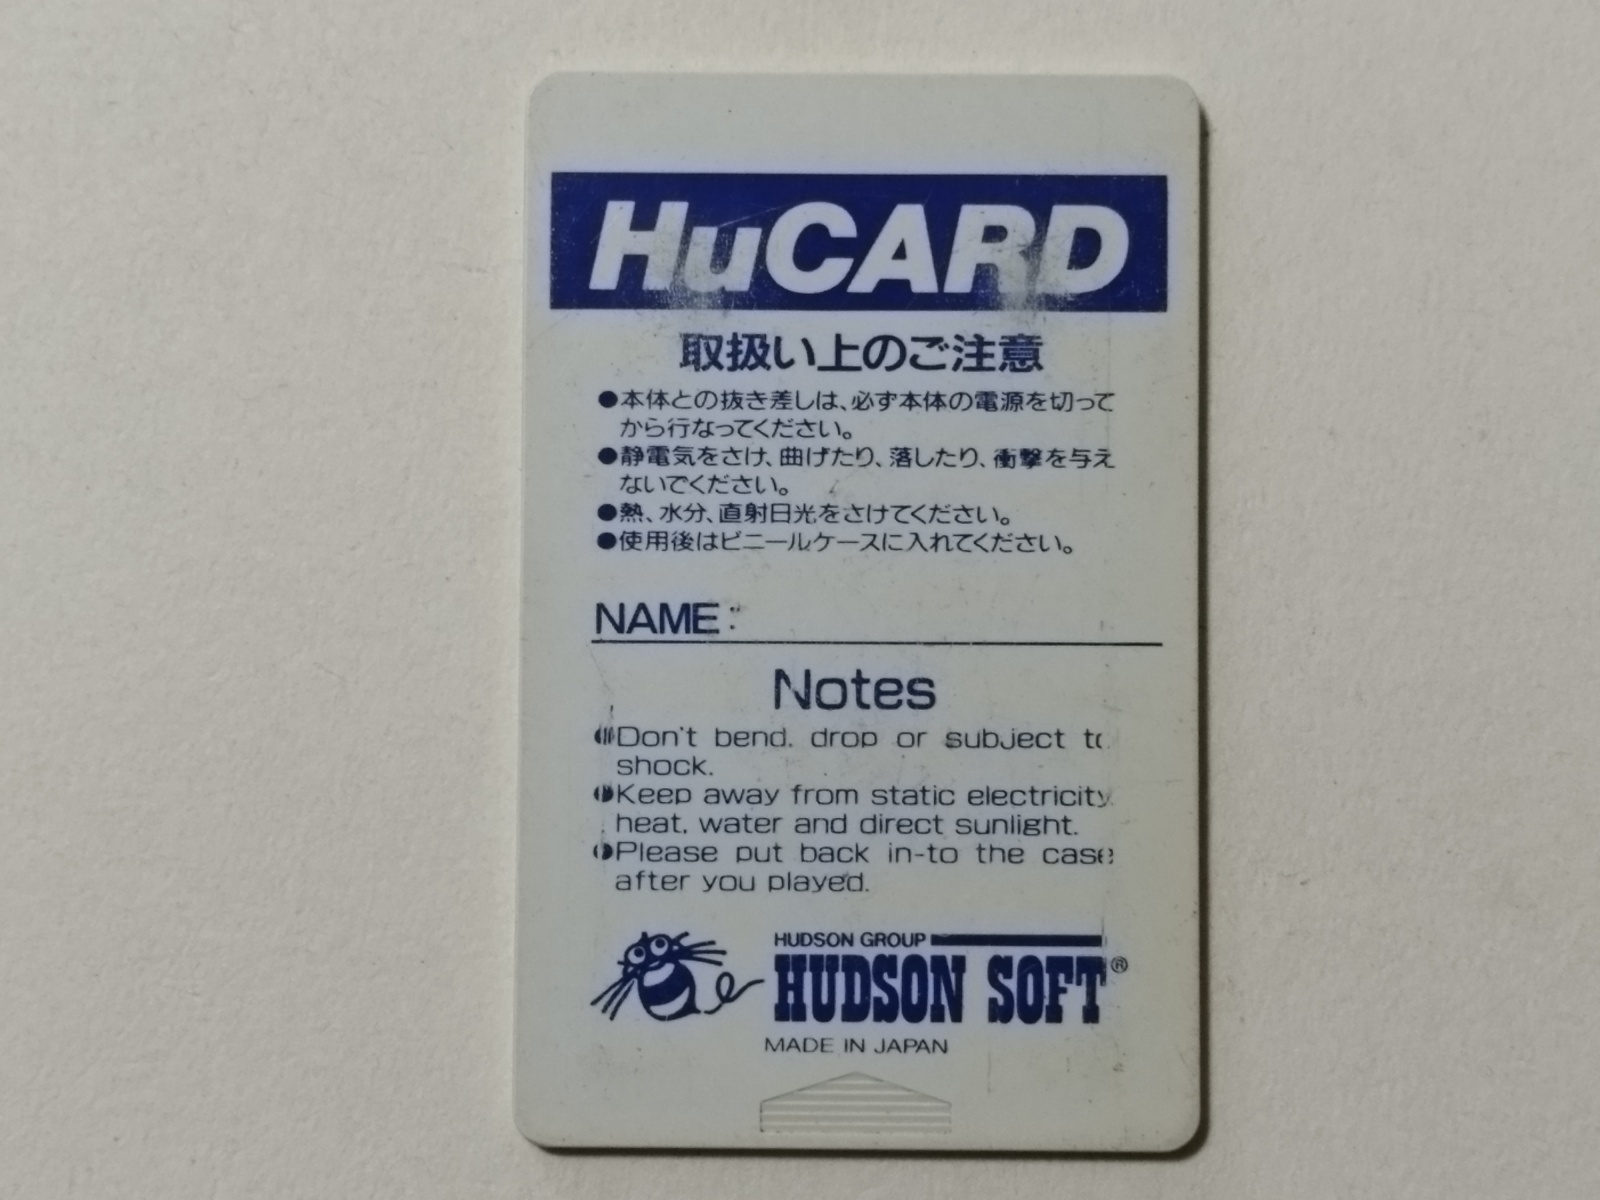 HuCARD
取扱い上のご注意
●本体との抜き差しは、必ず本体の電源を切って
から行なってください。
●静電気をさけ、曲げたり、落したり、衝撃を与え
ないでください。
●熱、水分、直射日光をさけてください。
●使用後はビニールケースに入れてください。
NAME:
Notes
●Don't bend, drop or subject to
shock.
●Keep away from static electricity,
heat, water and direct sunlight.
●Please put back in-to the case
after you played.
HUDSON GROUP
HUDSON SOFT®
MADE IN JAPAN